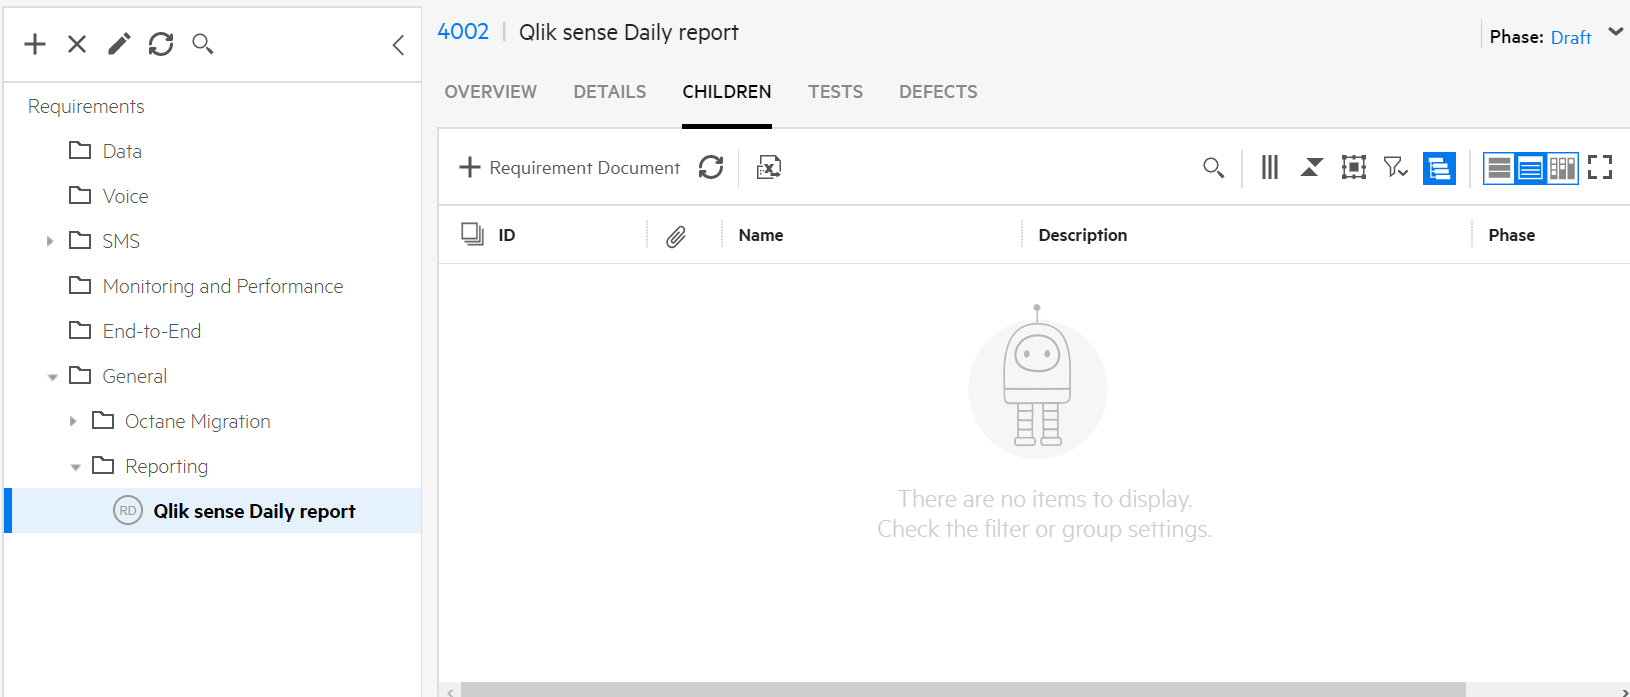 4002 | Qlik sense Daily report
Phase: Draft
OVERVIEW DETAILS CHILDREN TESTS DEFECTS
Requirements
Data
Voice
SMS
Monitoring and Performance
End-to-End
General
Octane Migration
Reporting
RD Qlik sense Daily report
Requirement Document
ID Name Description Phase
There are no items to display.
Check the filter or group settings.